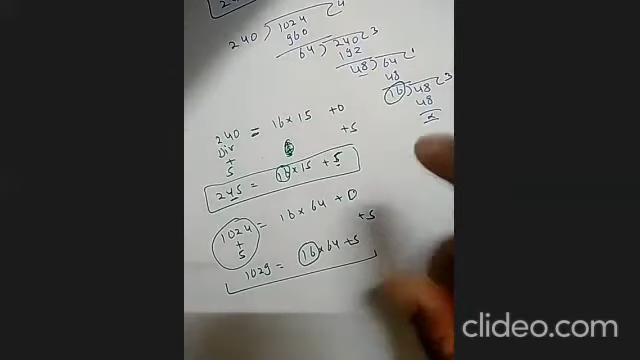 240 ) 1024 ( 4
960
64 ) 240 ( 3
192
48 ) 64 ( 1
48
16 ) 48 ( 3
48
x
240 = 16 × 15 + 0
Div
+
5
+5
245 = 16 × 15 + 5
1024 = 16 × 64 + 0
+
5
+5
1029 = 16 × 64 + 5
clideo.com